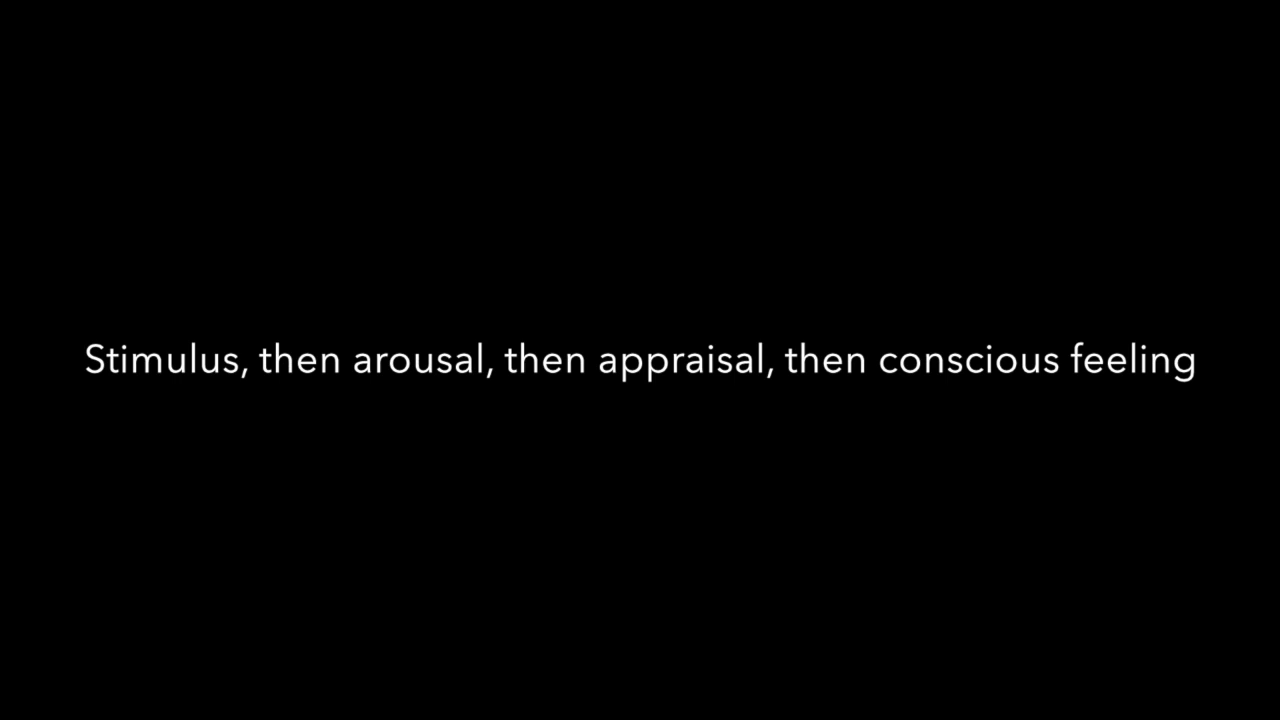 Stimulus, then arousal, then appraisal, then conscious feeling